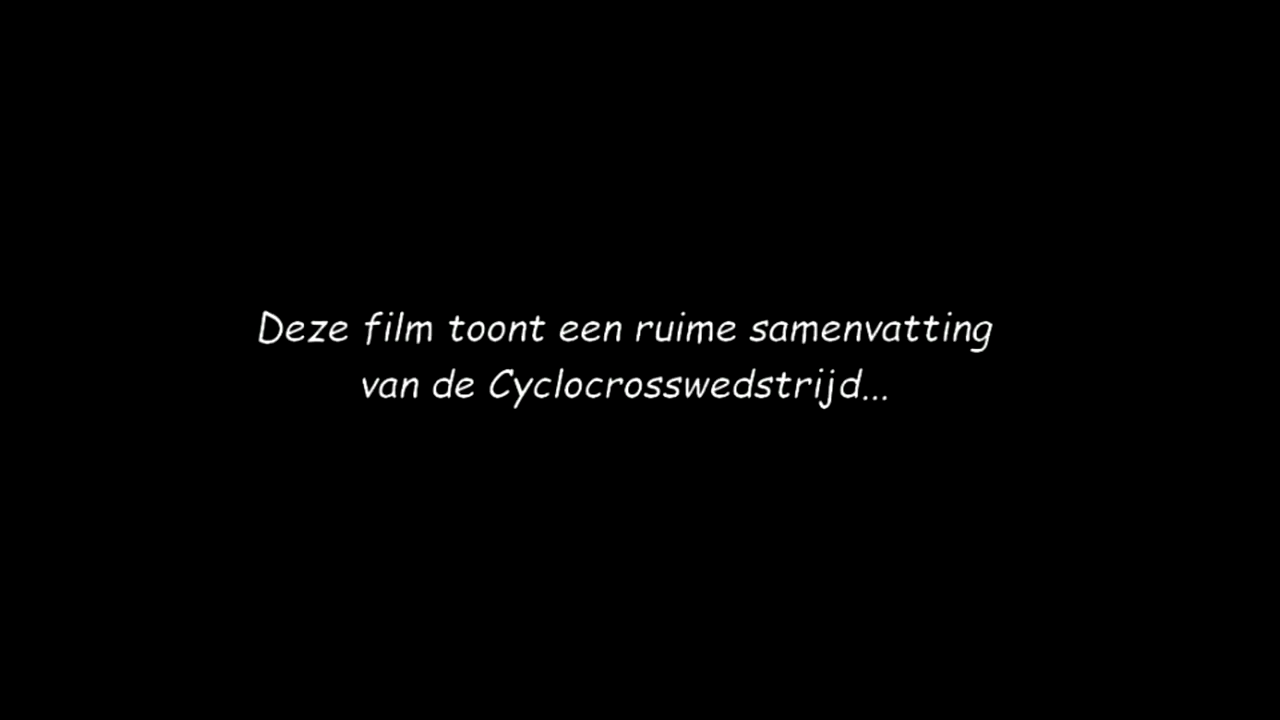 Deze film toont een ruime samenvatting
van de Cyclocrosswedstrijd...